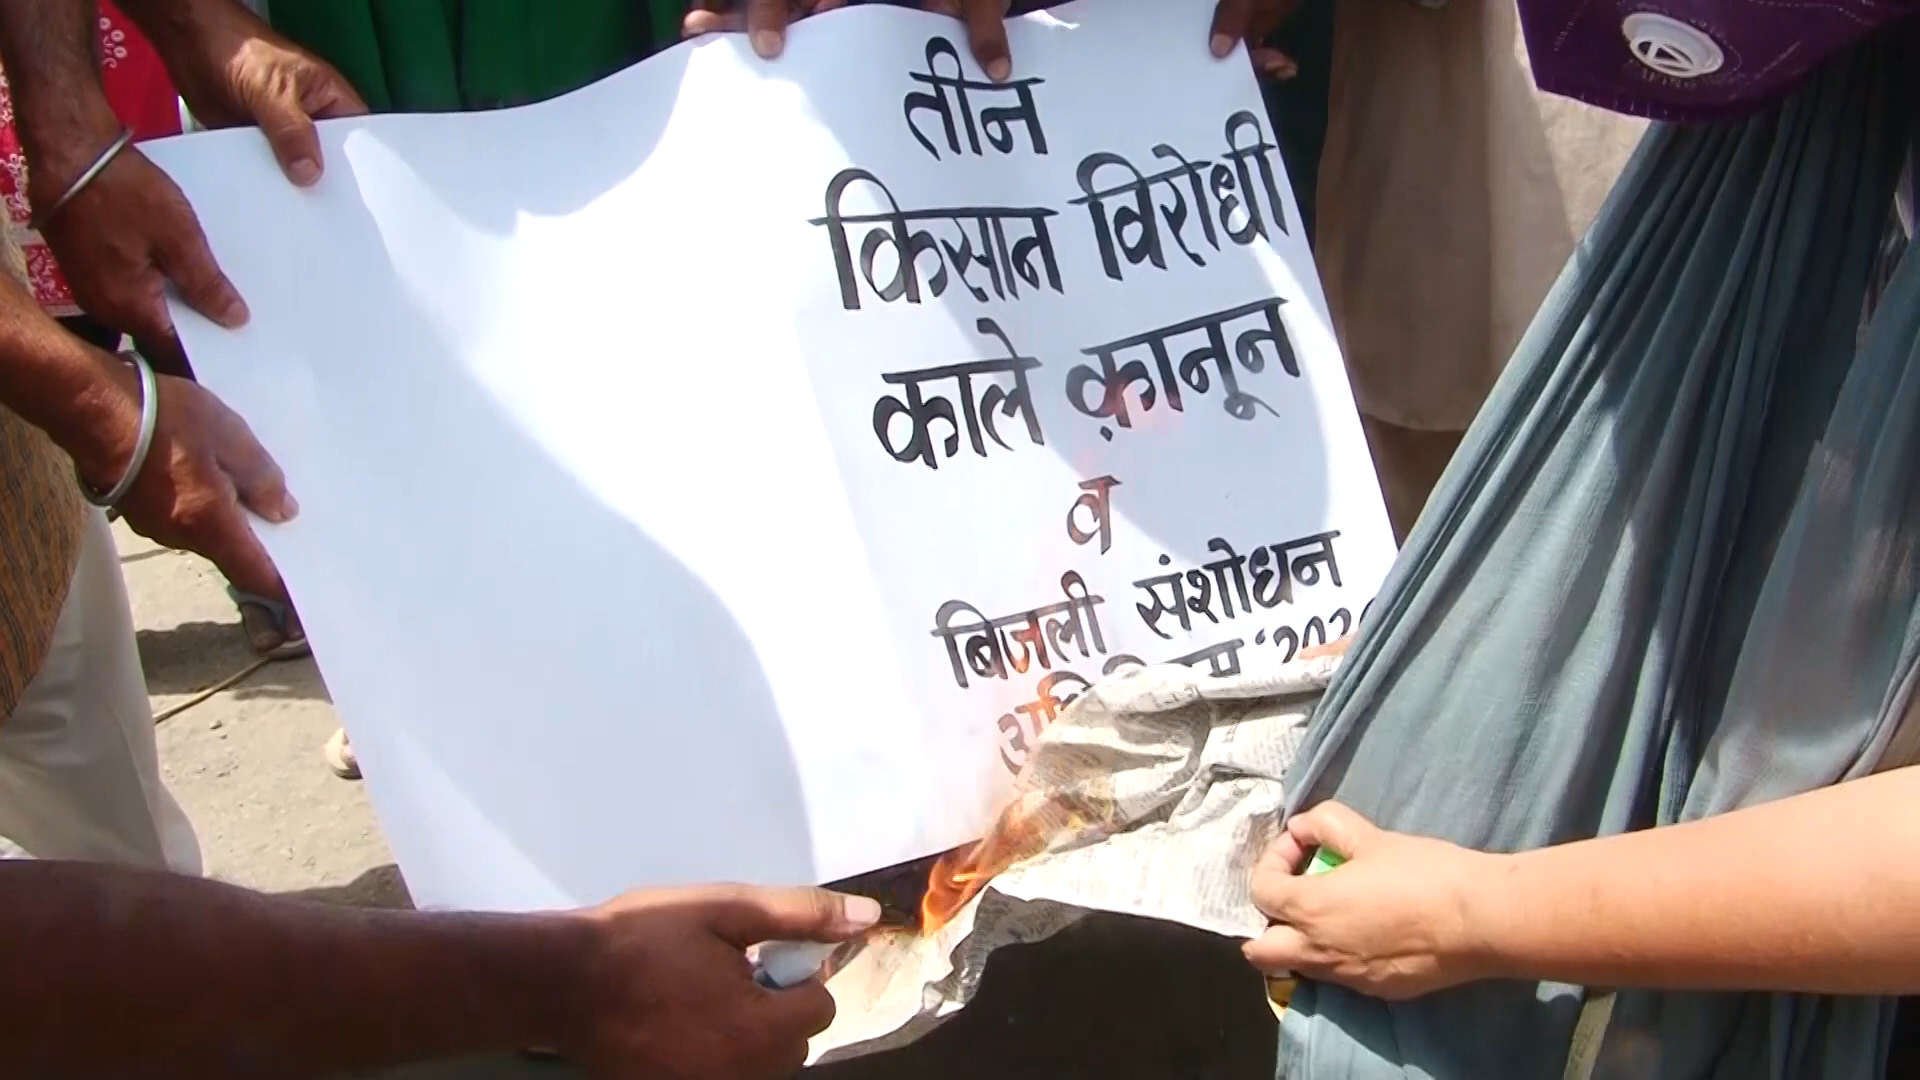 तीन
किसान विरोधी
काले क़ानून
व
बिजली संशोधन